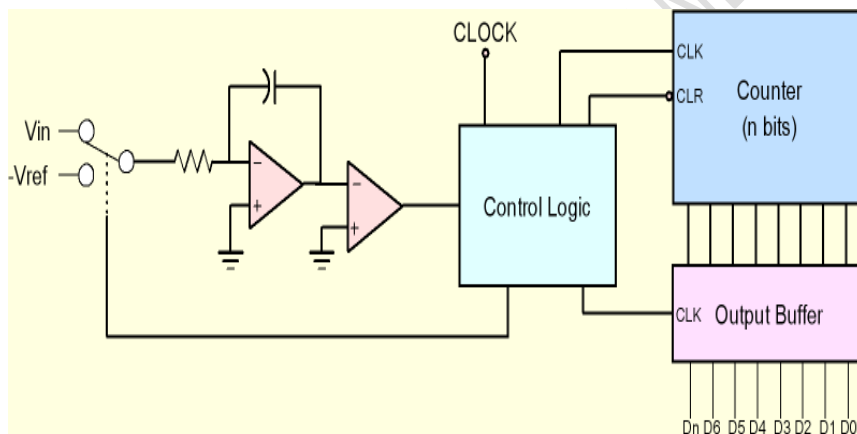 CLOCK
Vin
-Vref
−
+
−
+
Control Logic
CLK
CLR
Counter
(n bits)
CLK
Output Buffer
Dn D6 D5 D4 D3 D2 D1 D0